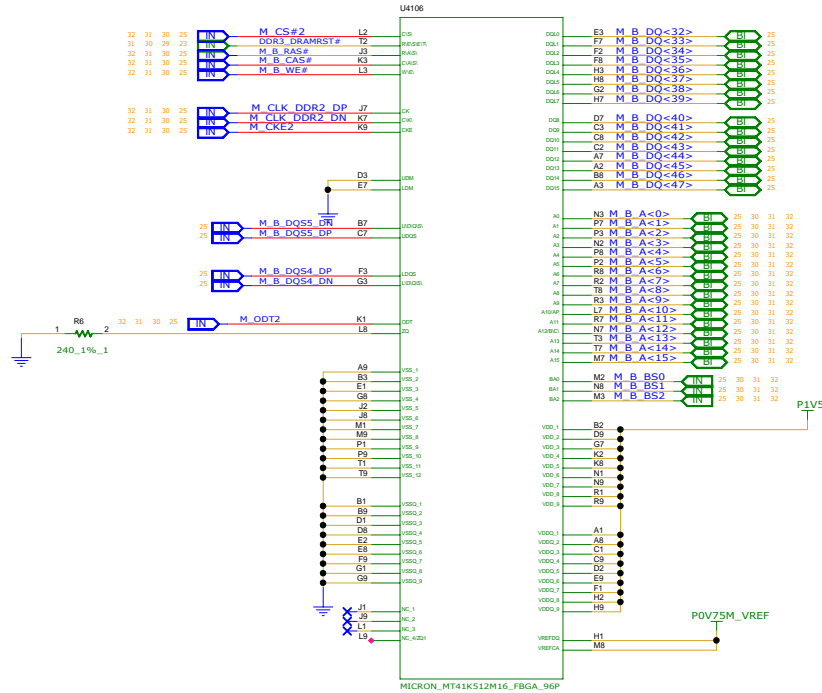 U4106
32 31 30 25 IN M_CS#2 L2 C\S\ DQL0 E3 M_B_DQ<32> BI 25
31 30 29 23 IN DDR3_DRAMRST# T2 R\E\S\E\T\ DQL1 F7 M_B_DQ<33> BI 25
32 31 30 25 IN M_B_RAS# J3 R\A\S\ DQL2 F2 M_B_DQ<34> BI 25
32 31 30 25 IN M_B_CAS# K3 C\A\S\ DQL3 F8 M_B_DQ<35> BI 25
32 31 30 25 IN M_B_WE# L3 W\E\ DQL4 H3 M_B_DQ<36> BI 25
DQL5 H8 M_B_DQ<37> BI 25
DQL6 G2 M_B_DQ<38> BI 25
32 31 30 25 IN M_CLK_DDR2_DP J7 CK DQL7 H7 M_B_DQ<39> BI 25
32 31 30 25 IN M_CLK_DDR2_DN K7 C\K\ DQ8 D7 M_B_DQ<40> BI 25
32 31 30 25 IN M_CKE2 K9 CKE DQ9 C3 M_B_DQ<41> BI 25
DQ10 C8 M_B_DQ<42> BI 25
DQ11 C2 M_B_DQ<43> BI 25
DQ12 A7 M_B_DQ<44> BI 25
DQ13 A2 M_B_DQ<45> BI 25
D3 UDM DQ14 B8 M_B_DQ<46> BI 25
E7 LDM DQ15 A3 M_B_DQ<47> BI 25
A0 N3 M_B_A<0> BI 25 30 31 32
25 IN M_B_DQS5_DN B7 U\D\Q\S\ A1 P7 M_B_A<1> BI 25 30 31 32
25 IN M_B_DQS5_DP C7 UDQS A2 P3 M_B_A<2> BI 25 30 31 32
A3 N2 M_B_A<3> BI 25 30 31 32
A4 P8 M_B_A<4> BI 25 30 31 32
A5 P2 M_B_A<5> BI 25 30 31 32
25 IN M_B_DQS4_DP F3 LDQS A6 R8 M_B_A<6> BI 25 30 31 32
25 IN M_B_DQS4_DN G3 L\D\Q\S\ A7 R2 M_B_A<7> BI 25 30 31 32
A8 T8 M_B_A<8> BI 25 30 31 32
A9 R3 M_B_A<9> BI 25 30 31 32
A10/AP L7 M_B_A<10> BI 25 30 31 32
32 31 30 25 IN M_ODT2 K1 ODT A11 R7 M_B_A<11> BI 25 30 31 32
R6 1 2 L8 ZQ A12/B\C\ N7 M_B_A<12> BI 25 30 31 32
240_1%_1 A13 T3 M_B_A<13> BI 25 30 31 32
A14 T7 M_B_A<14> BI 25 30 31 32
A15 M7 M_B_A<15> BI 25 30 31 32
A9 VSS_1
B3 VSS_2 BA0 M2 M_B_BS0 IN 25 30 31 32
E1 VSS_3 BA1 N8 M_B_BS1 IN 25 30 31 32
G8 VSS_4 BA2 M3 M_B_BS2 IN 25 30 31 32
J2 VSS_5 P1V5
J8 VSS_6
M1 VSS_7 VDD_1 B2
M9 VSS_8 VDD_2 D9
P1 VSS_9 VDD_3 G7
P9 VSS_10 VDD_4 K2
T1 VSS_11 VDD_5 K8
T9 VSS_12 VDD_6 N1
VDD_7 N9
VDD_8 R1
B1 VSSQ_1 VDD_9 R9
B9 VSSQ_2
D1 VSSQ_3
D8 VSSQ_4 VDDQ_1 A1
E2 VSSQ_5 VDDQ_2 A8
E8 VSSQ_6 VDDQ_3 C1
F9 VSSQ_7 VDDQ_4 C9
G1 VSSQ_8 VDDQ_5 D2
G9 VSSQ_9 VDDQ_6 E9
VDDQ_7 F1
VDDQ_8 H2
J1 NC_1 VDDQ_9 H9
J9 NC_2 P0V75M_VREF
L1 NC_3
L9 NC_4/ZQ1 VREFDQ H1
VREFCA M8
MICRON_MT41K512M16_FBGA_96P